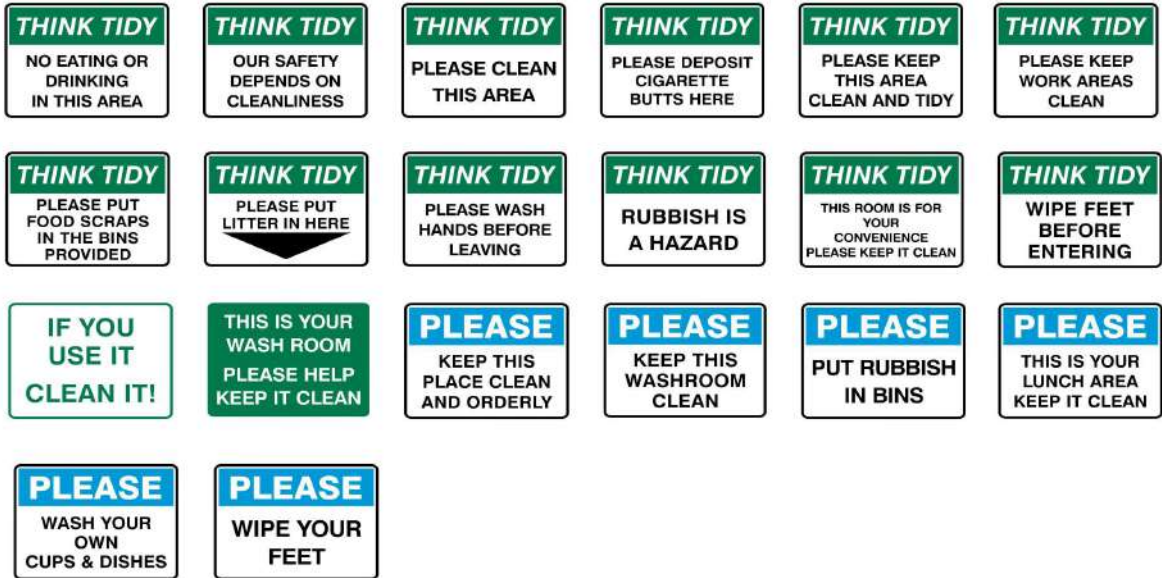 THINK TIDY
NO EATING OR
DRINKING
IN THIS AREA
THINK TIDY
OUR SAFETY
DEPENDS ON
CLEANLINESS
THINK TIDY
PLEASE CLEAN
THIS AREA
THINK TIDY
PLEASE DEPOSIT
CIGARETTE
BUTTS HERE
THINK TIDY
PLEASE KEEP
THIS AREA
CLEAN AND TIDY
THINK TIDY
PLEASE KEEP
WORK AREAS
CLEAN
THINK TIDY
PLEASE PUT
FOOD SCRAPS
IN THE BINS
PROVIDED
THINK TIDY
PLEASE PUT
LITTER IN HERE
THINK TIDY
PLEASE WASH
HANDS BEFORE
LEAVING
THINK TIDY
RUBBISH IS
A HAZARD
THINK TIDY
THIS ROOM IS FOR
YOUR
CONVENIENCE
PLEASE KEEP IT CLEAN
THINK TIDY
WIPE FEET
BEFORE
ENTERING
IF YOU
USE IT
CLEAN IT!
THIS IS YOUR
WASH ROOM
PLEASE HELP
KEEP IT CLEAN
PLEASE
KEEP THIS
PLACE CLEAN
AND ORDERLY
PLEASE
KEEP THIS
WASHROOM
CLEAN
PLEASE
PUT RUBBISH
IN BINS
PLEASE
THIS IS YOUR
LUNCH AREA
KEEP IT CLEAN
PLEASE
WASH YOUR
OWN
CUPS & DISHES
PLEASE
WIPE YOUR
FEET